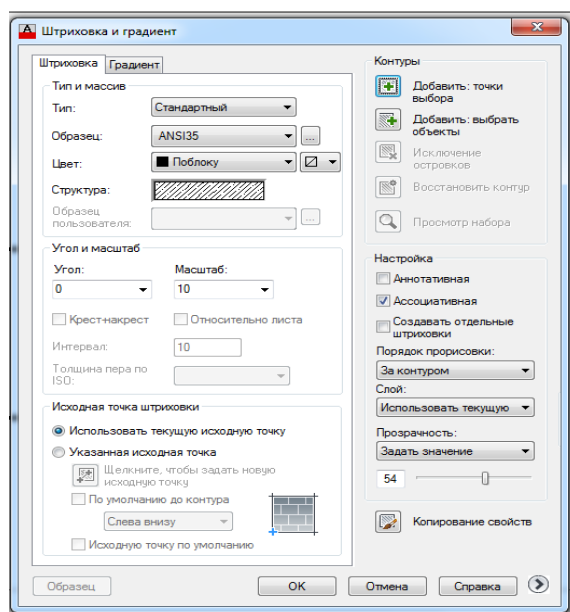 Штриховка и градиент
Штриховка
Градиент
Тип и массив
Тип:
Стандартный
Образец:
ANSI35
...
Цвет:
Поблоку
Структура:
Образец
пользователя:
...
Угол и масштаб
Угол:
Масштаб:
0
10
Крест-накрест
Относительно листа
Интервал:
10
Толщина пера по
ISO:
Исходная точка штриховки
Использовать текущую исходную точку
Указанная исходная точка
Щелкните, чтобы задать новую
исходную точку
По умолчанию до контура
Слева внизу
Исходную точку по умолчанию
Контуры
Добавить: точки
выбора
Добавить: выбрать
объекты
Исключение
островков
Восстановить контур
Просмотр набора
Настройка
Аннотативная
Ассоциативная
Создавать отдельные
штриховки
Порядок прорисовки:
За контуром
Слой:
Использовать текущую
Прозрачность:
Задать значение
54
Копирование свойств
Образец
OK
Отмена
Справка